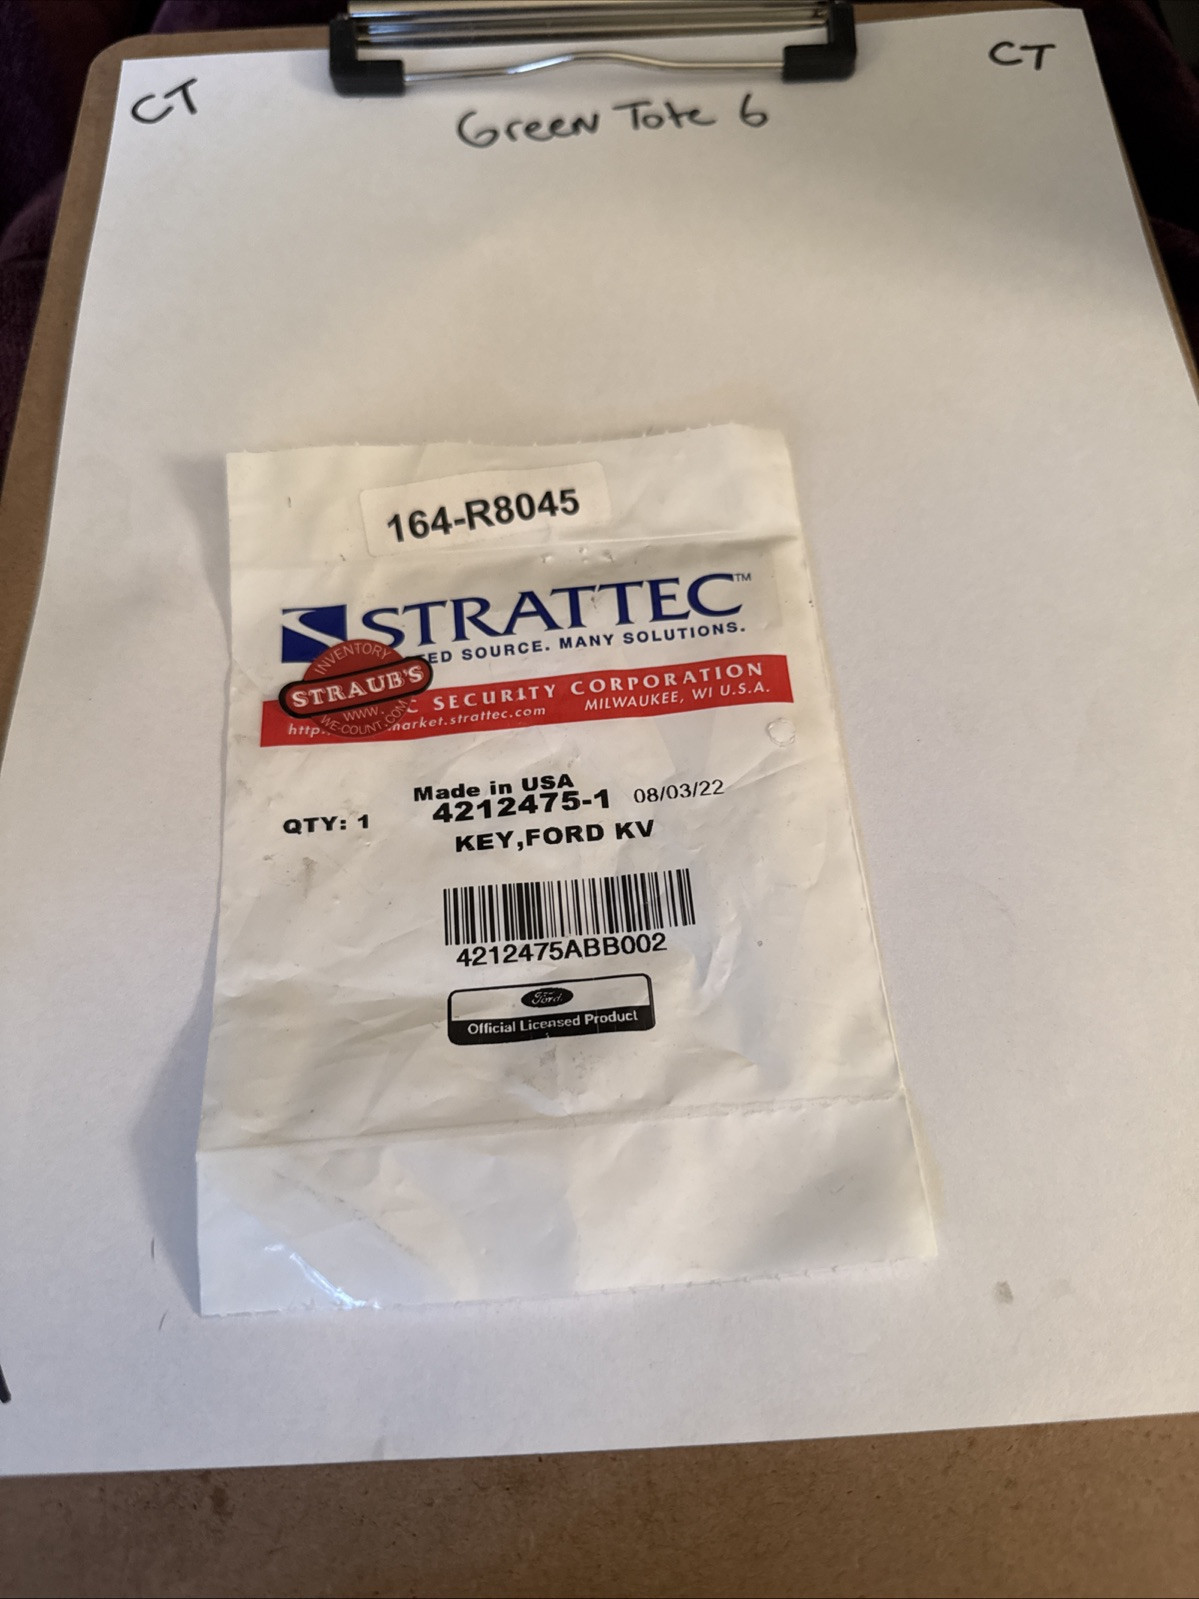 CT
CT
Green Tote 6
164-R8045
STRATTEC™
TED SOURCE. MANY SOLUTIONS.
INVENTORY
STRAUB'S
WWW.
WE-COUNT.COM
C SECURITY CORPORATION
http: market.strattec.com
MILWAUKEE, WI U.S.A.
Made in USA
QTY: 1 4212475-1 08/03/22
KEY,FORD KV
4212475ABB002
Ford
Official Licensed Product